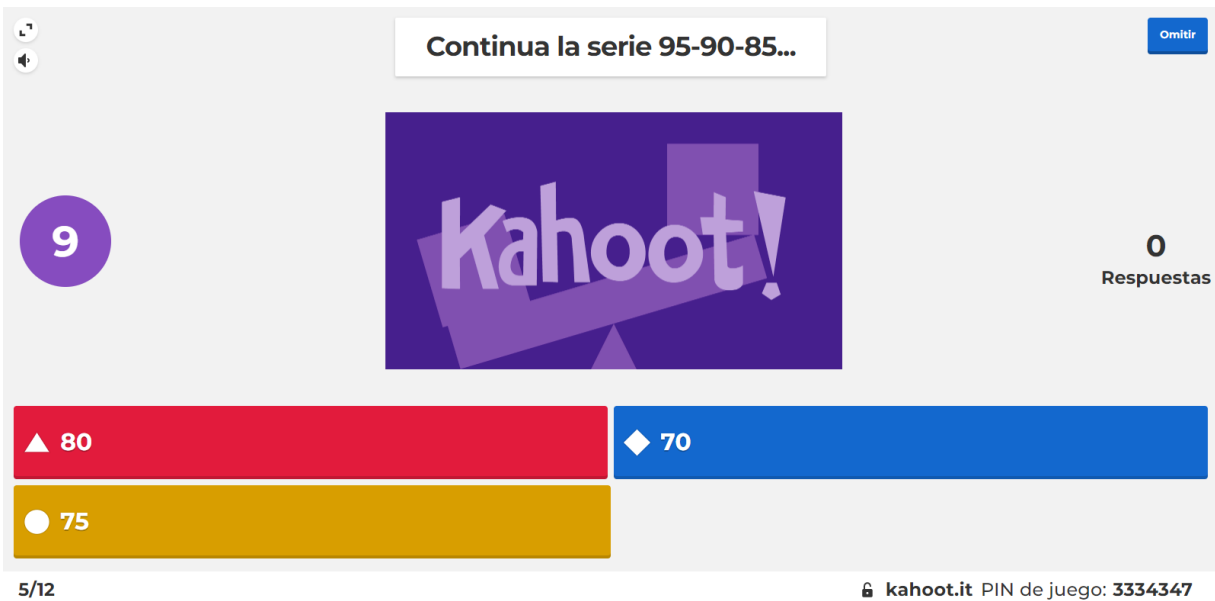 Continua la serie 95-90-85...
Omitir
Kahoot!
9
0
Respuestas
80
70
75
5/12
kahoot.it PIN de juego: 3334347